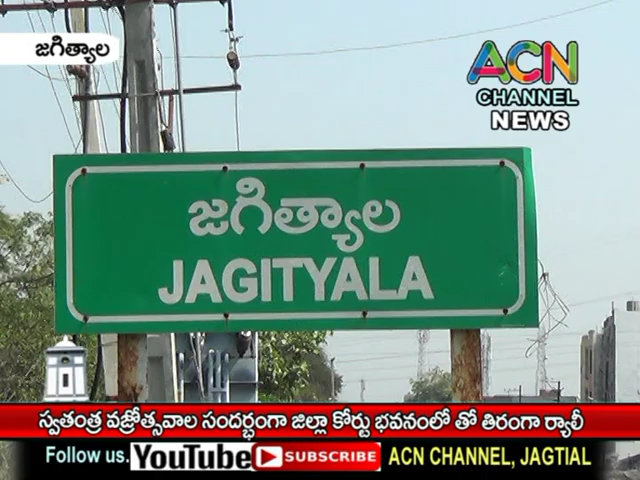 జగిత్యాల
ACN
CHANNEL
NEWS
జగిత్యాల
JAGITYALA
స్వతంత్ర వజ్రోత్సవాల సందర్భంగా జిల్లా కోర్టు భవనంలో తో తిరంగా ర్యాలీ
Follow us. YouTube SUBSCRIBE ACN CHANNEL, JAGTIAL